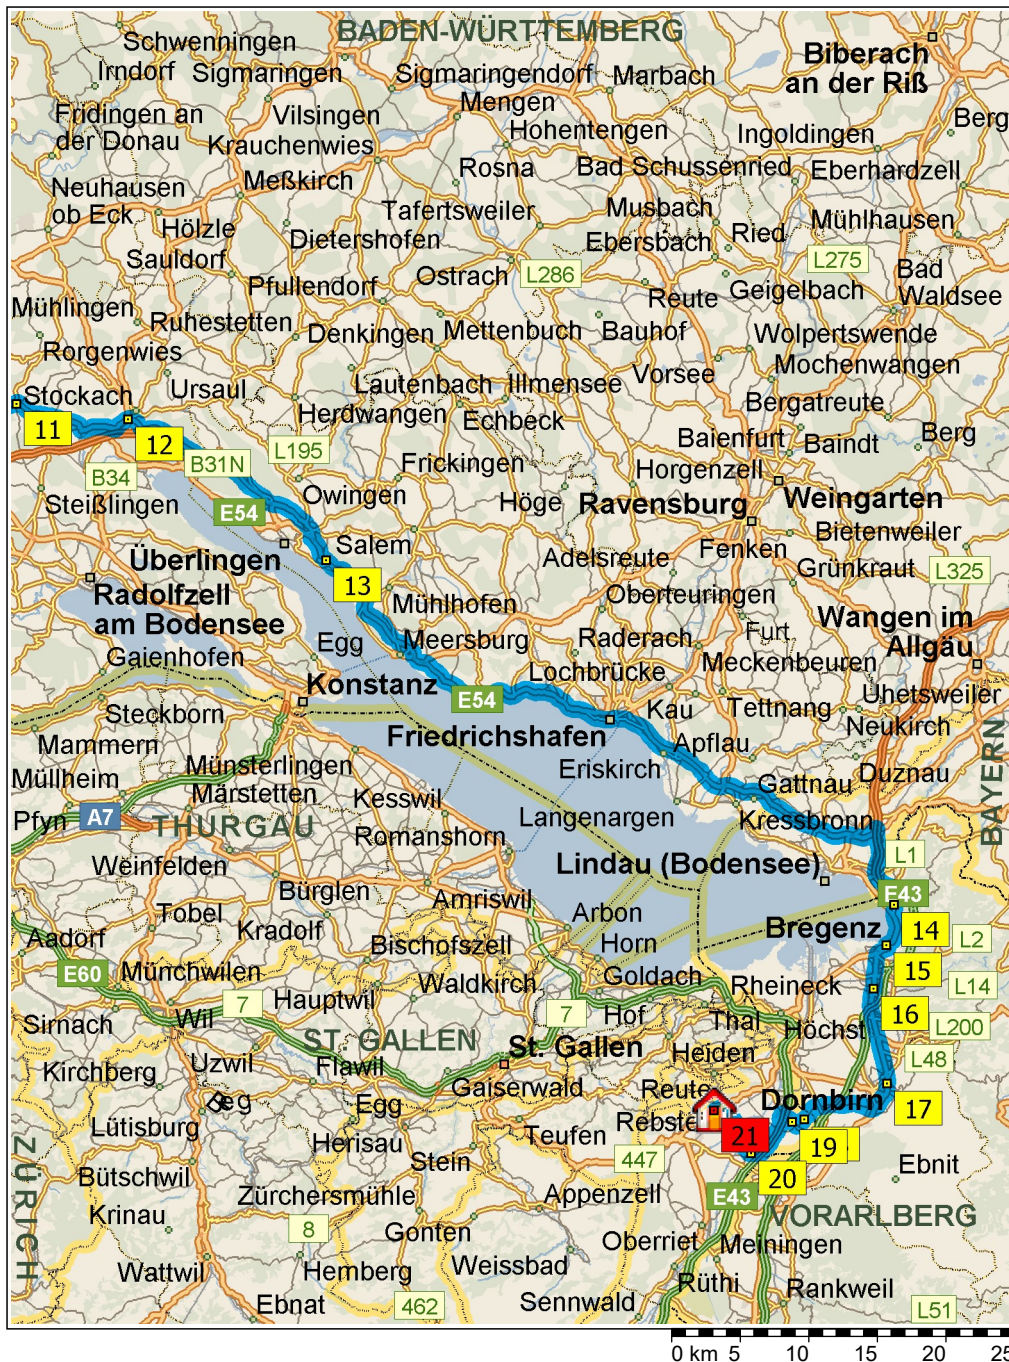 BADEN-WÜRTTEMBERG
Schwenningen
Biberach
an der Riß
Irndorf
Sigmaringen
Sigmaringendorf
Marbach
Mengen
Fridingen an
der Donau
Vilsingen
Hohentengen
Ingoldingen
Berg
Krauchenwies
Rosna
Bad Schussenried
Eberhardzell
Neuhausen
ob Eck
Meßkirch
Tafertsweiler
Musbach
Mühlhausen
Hölzle
Dietershofen
Ebersbach
Ried
Sauldorf
Ostrach
L286
L275
Bad
Waldsee
Pfullendorf
Reute
Geigelbach
Mühlingen
Ruhestetten
Denkingen
Mettenbuch
Bauhof
Wolpertswende
Rorgenwies
Mochenwangen
Stockach
Ursaul
Lautenbach
Illmensee
Vorsee
Herdwangen
Echbeck
Bergatreute
11
12
L195
Baienfurt
Baindt
Berg
B34
B31N
Frickingen
Horgenzell
Steißlingen
Owingen
Höge
Ravensburg
Weingarten
E54
Salem
Bietenweiler
Überlingen
Adelsreute
Fenken
Radolfzell
am Bodensee
13
Mühlhofen
Oberteuringen
Grünkraut
L325
Egg
Meersburg
Raderach
Furt
Wangen im
Allgäu
Gaienhofen
Lochbrücke
Meckenbeuren
Konstanz
E54
Kau
Tettnang
Uhetsweiler
Steckborn
Friedrichshafen
Neukirch
Mammern
Apflau
BAYERN
Müllheim
Münsterlingen
Eriskirch
Gattnau
Duznau
Märstetten
Kesswil
Pfyn
A7
THURGAU
Langenargen
Kressbronn
Romanshorn
Weinfelden
Lindau (Bodensee)
L1
Bürglen
Amriswil
E43
Tobel
Arbon
Bregenz
14
Aadorf
Kradolf
Bischofszell
Horn
L2
E60
Münchwilen
Waldkirch
Goldach
Rheineck
15
L14
7
Hauptwil
7
Hof
Thal
Höchst
16
L200
Sirnach
Wil
ST. GALLEN
St. Gallen
Heiden
L48
Uzwil
Flawil
Kirchberg
Gaiserwald
Reute
Dornbirn
17
Egg
Lütisburg
Herisau
Teufen
21
19
Stein
447
20
Ebnit
ZÜRICH
Bütschwil
Zürchersmühle
Appenzell
E43
VORARLBERG
Krinau
8
Gonten
Oberriet
Meiningen
Wattwil
Hemberg
Weissbad
Rüthi
Rankweil
Ebnat
462
Sennwald
L51
0 km 5 10 15 20 25